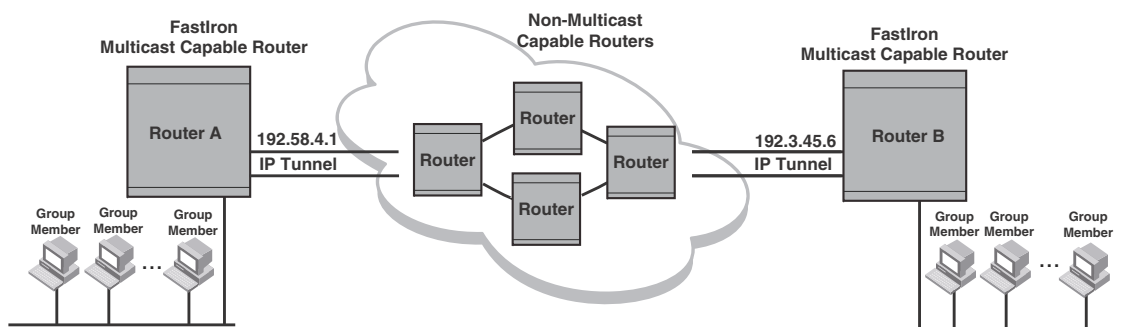 FastIron
Multicast Capable Router
Non-Multicast
Capable Routers
FastIron
Multicast Capable Router
Router A
192.58.4.1
IP Tunnel
Router
Router
Router
Router
192.3.45.6
IP Tunnel
Router B
Group
Member
Group
Member
Group
Member
...
Group
Member
Group
Member
Group
Member
...